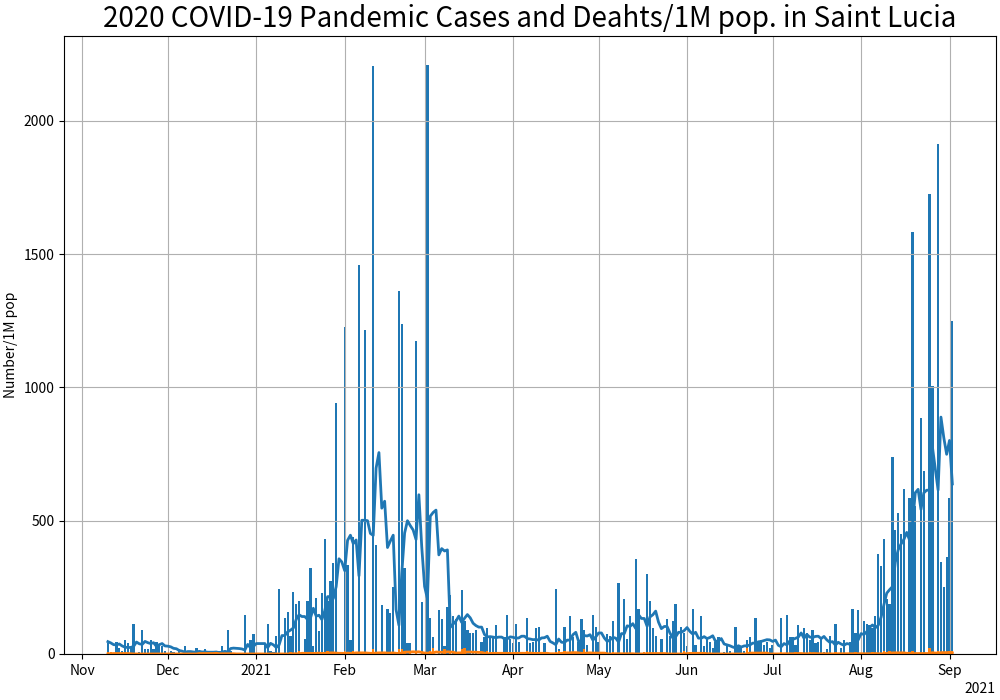 2020 COVID-19 Pandemic Cases and Deahts/1M pop. in Saint Lucia
Number/1M pop
2000
1500
1000
500
0
Nov Dec 2021 Feb Mar Apr May Jun Jul Aug Sep
2021